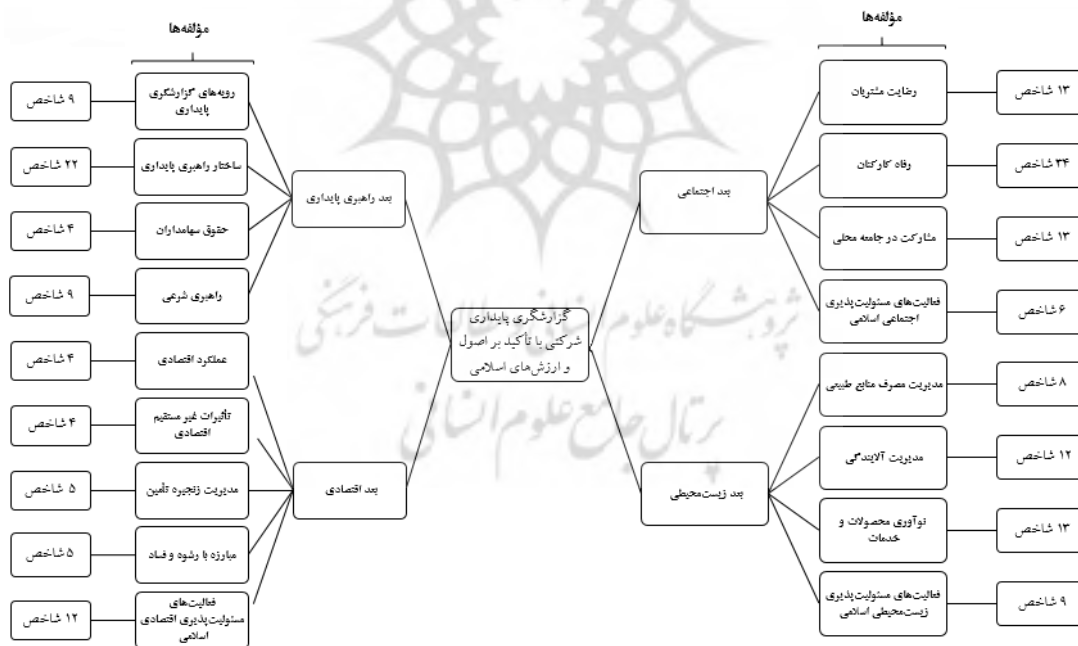 مؤلفه‌ها
۱۳ شاخص
رضایت مشتریان
۳۴ شاخص
رفاه کارکنان
۱۳ شاخص
مشارکت در جامعه محلی
۶ شاخص
فعالیت‌های مسئولیت‌پذیری
اجتماعی اسلامی
بعد اجتماعی
۸ شاخص
مدیریت مصرف منابع طبیعی
۱۲ شاخص
مدیریت آلایندگی
۱۳ شاخص
نوآوری محصولات و
خدمات
۹ شاخص
فعالیت‌های مسئولیت‌پذیری
زیست‌محیطی اسلامی
بعد زیست‌محیطی
گزارشگری پایداری
شرکتی با تأکید بر اصول
و ارزش‌های اسلامی
مؤلفه‌ها
بعد راهبری پایداری
رویه‌های گزارشگری
پایداری
۹ شاخص
ساختار راهبری پایداری
۲۲ شاخص
حقوق سهامداران
۴ شاخص
راهبری شرعی
۹ شاخص
بعد اقتصادی
عملکرد اقتصادی
۴ شاخص
تأثیرات غیر مستقیم
اقتصادی
۴ شاخص
مدیریت زنجیره تأمین
۵ شاخص
مبارزه با رشوه و فساد
۵ شاخص
فعالیت‌های
مسئولیت‌پذیری اقتصادی
اسلامی
۱۲ شاخص
پژوهشگاه علوم انسانی و مطالعات فرهنگی
پرتال جامع علوم انسانی